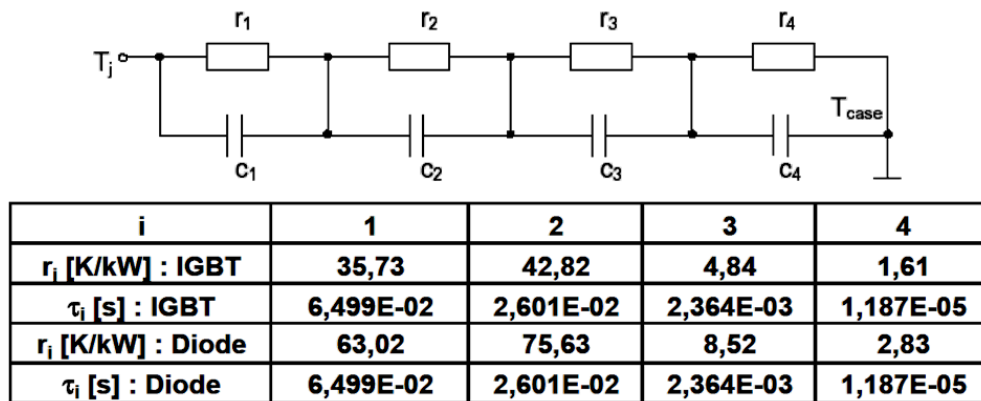 r₁ r₂ r₃ r₄
Tⱼ
T_case
c₁ c₂ c₃ c₄
i 1 2 3 4
rᵢ [K/kW] : IGBT 35,73 42,82 4,84 1,61
τᵢ [s] : IGBT 6,499E-02 2,601E-02 2,364E-03 1,187E-05
rᵢ [K/kW] : Diode 63,02 75,63 8,52 2,83
τᵢ [s] : Diode 6,499E-02 2,601E-02 2,364E-03 1,187E-05